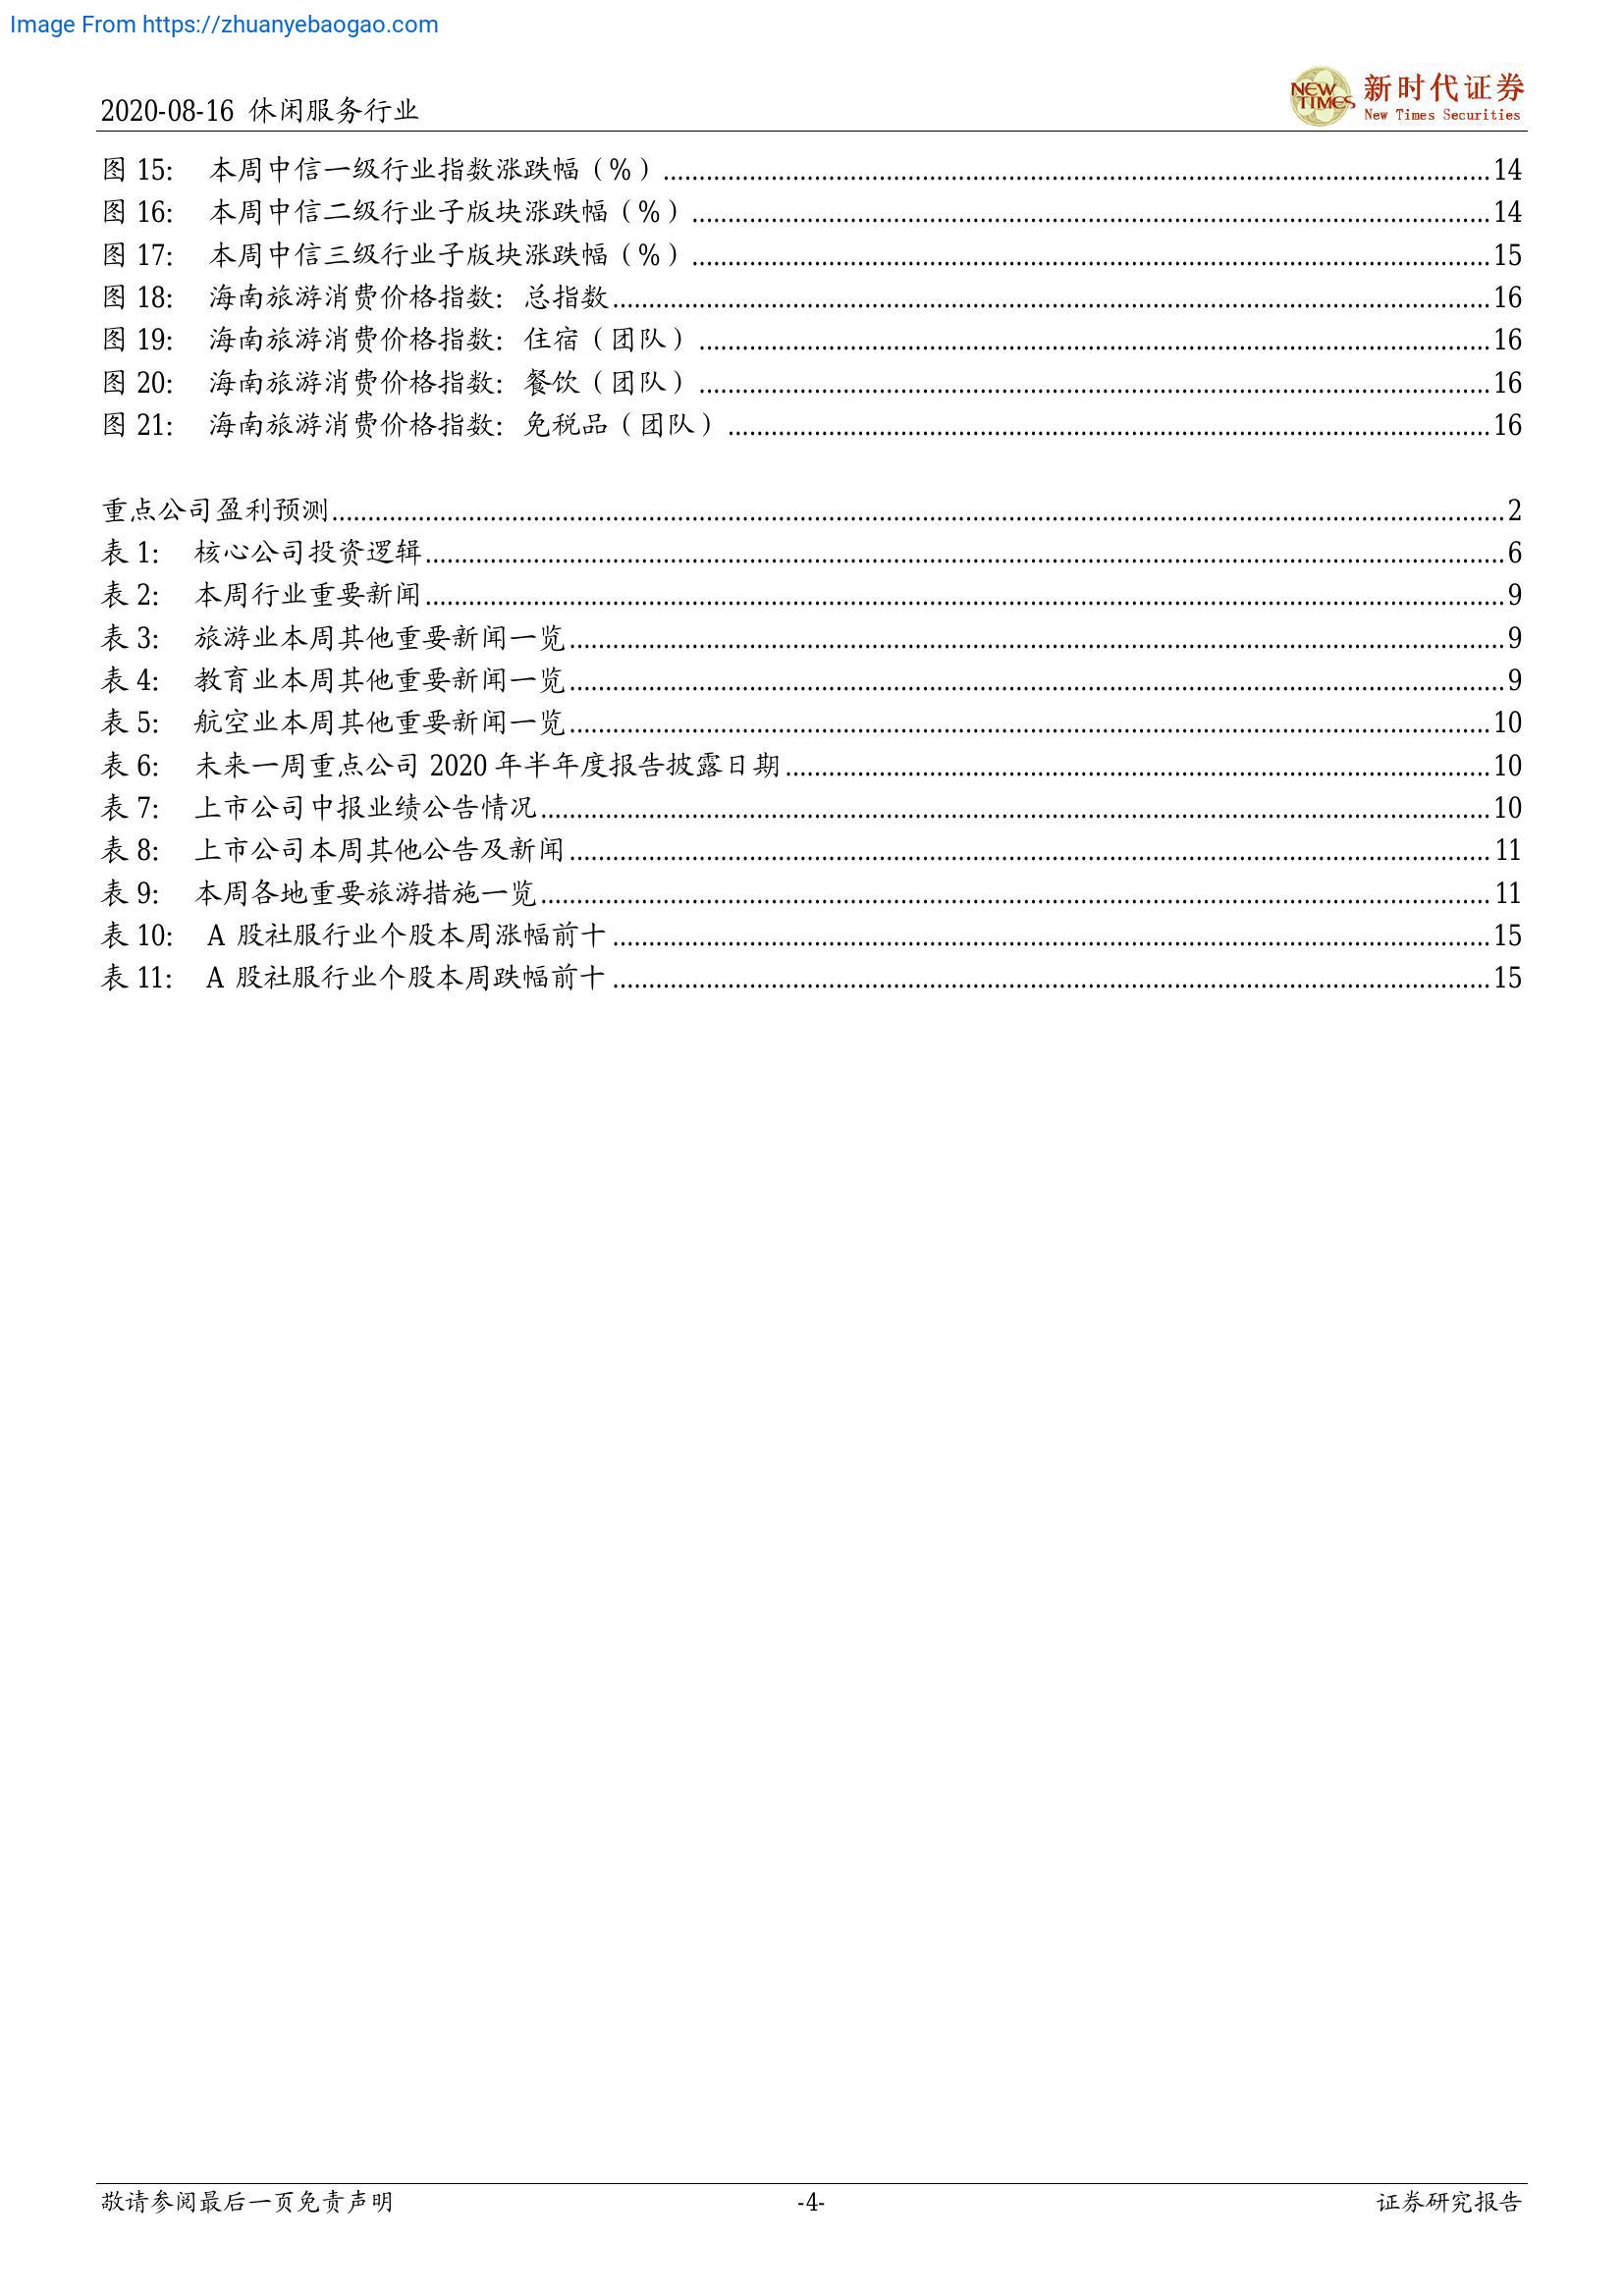 Image From https://zhuanyebaogao.com
2020-08-16 休闲服务行业
NEW TIMES
新时代证券
New Times Securities
图 15: 本周中信一级行业指数涨跌幅（%）........................14
图 16: 本周中信二级行业子版块涨跌幅（%）........................14
图 17: 本周中信三级行业子版块涨跌幅（%）........................15
图 18: 海南旅游消费价格指数：总指数........................16
图 19: 海南旅游消费价格指数：住宿（团队）........................16
图 20: 海南旅游消费价格指数：餐饮（团队）........................16
图 21: 海南旅游消费价格指数：免税品（团队）........................16
重点公司盈利预测........................2
表 1: 核心公司投资逻辑........................6
表 2: 本周行业重要新闻........................9
表 3: 旅游业本周其他重要新闻一览........................9
表 4: 教育业本周其他重要新闻一览........................9
表 5: 航空业本周其他重要新闻一览........................10
表 6: 未来一周重点公司 2020 年半年度报告披露日期........................10
表 7: 上市公司中报业绩公告情况........................10
表 8: 上市公司本周其他公告及新闻........................11
表 9: 本周各地重要旅游措施一览........................11
表 10: A 股社服行业个股本周涨幅前十........................15
表 11: A 股社服行业个股本周跌幅前十........................15
敬请参阅最后一页免责声明
-4-
证券研究报告